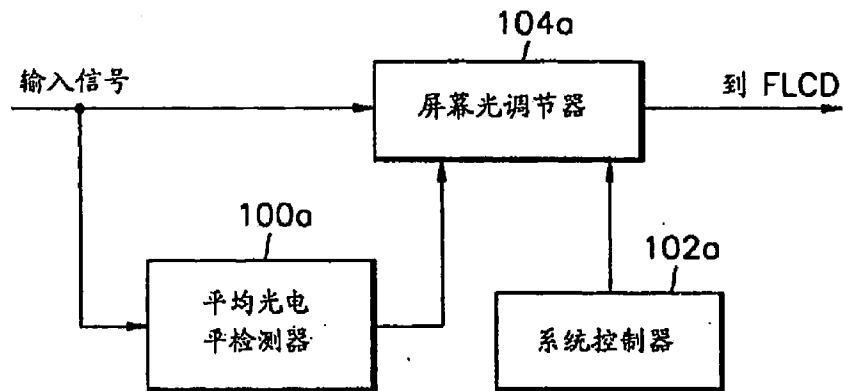 104a
输入信号
屏幕光调节器
到 FLCD
100a
102a
平均光电
平检测器
系统控制器